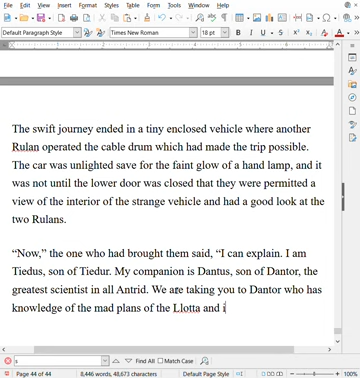 File Edit View Insert Format Styles Table Form Tools Window Help
Default Paragraph Style Times New Roman 18 pt B I U S X² X₂ A
The swift journey ended in a tiny enclosed vehicle where another
Rulan operated the cable drum which had made the trip possible.
The car was unlighted save for the faint glow of a hand lamp, and it
was not until the lower door was closed that they were permitted a
view of the interior of the strange vehicle and had a good look at the
two Rulans.
“Now,” the one who had brought them said, “I can explain. I am
Tiedus, son of Tiedur. My companion is Dantus, son of Dantor, the
greatest scientist in all Antrid. We are taking you to Dantor who has
knowledge of the mad plans of the Llotta and i
s Find All Match Case
Page 44 of 44 8,446 words, 48,673 characters Default Page Style 100%